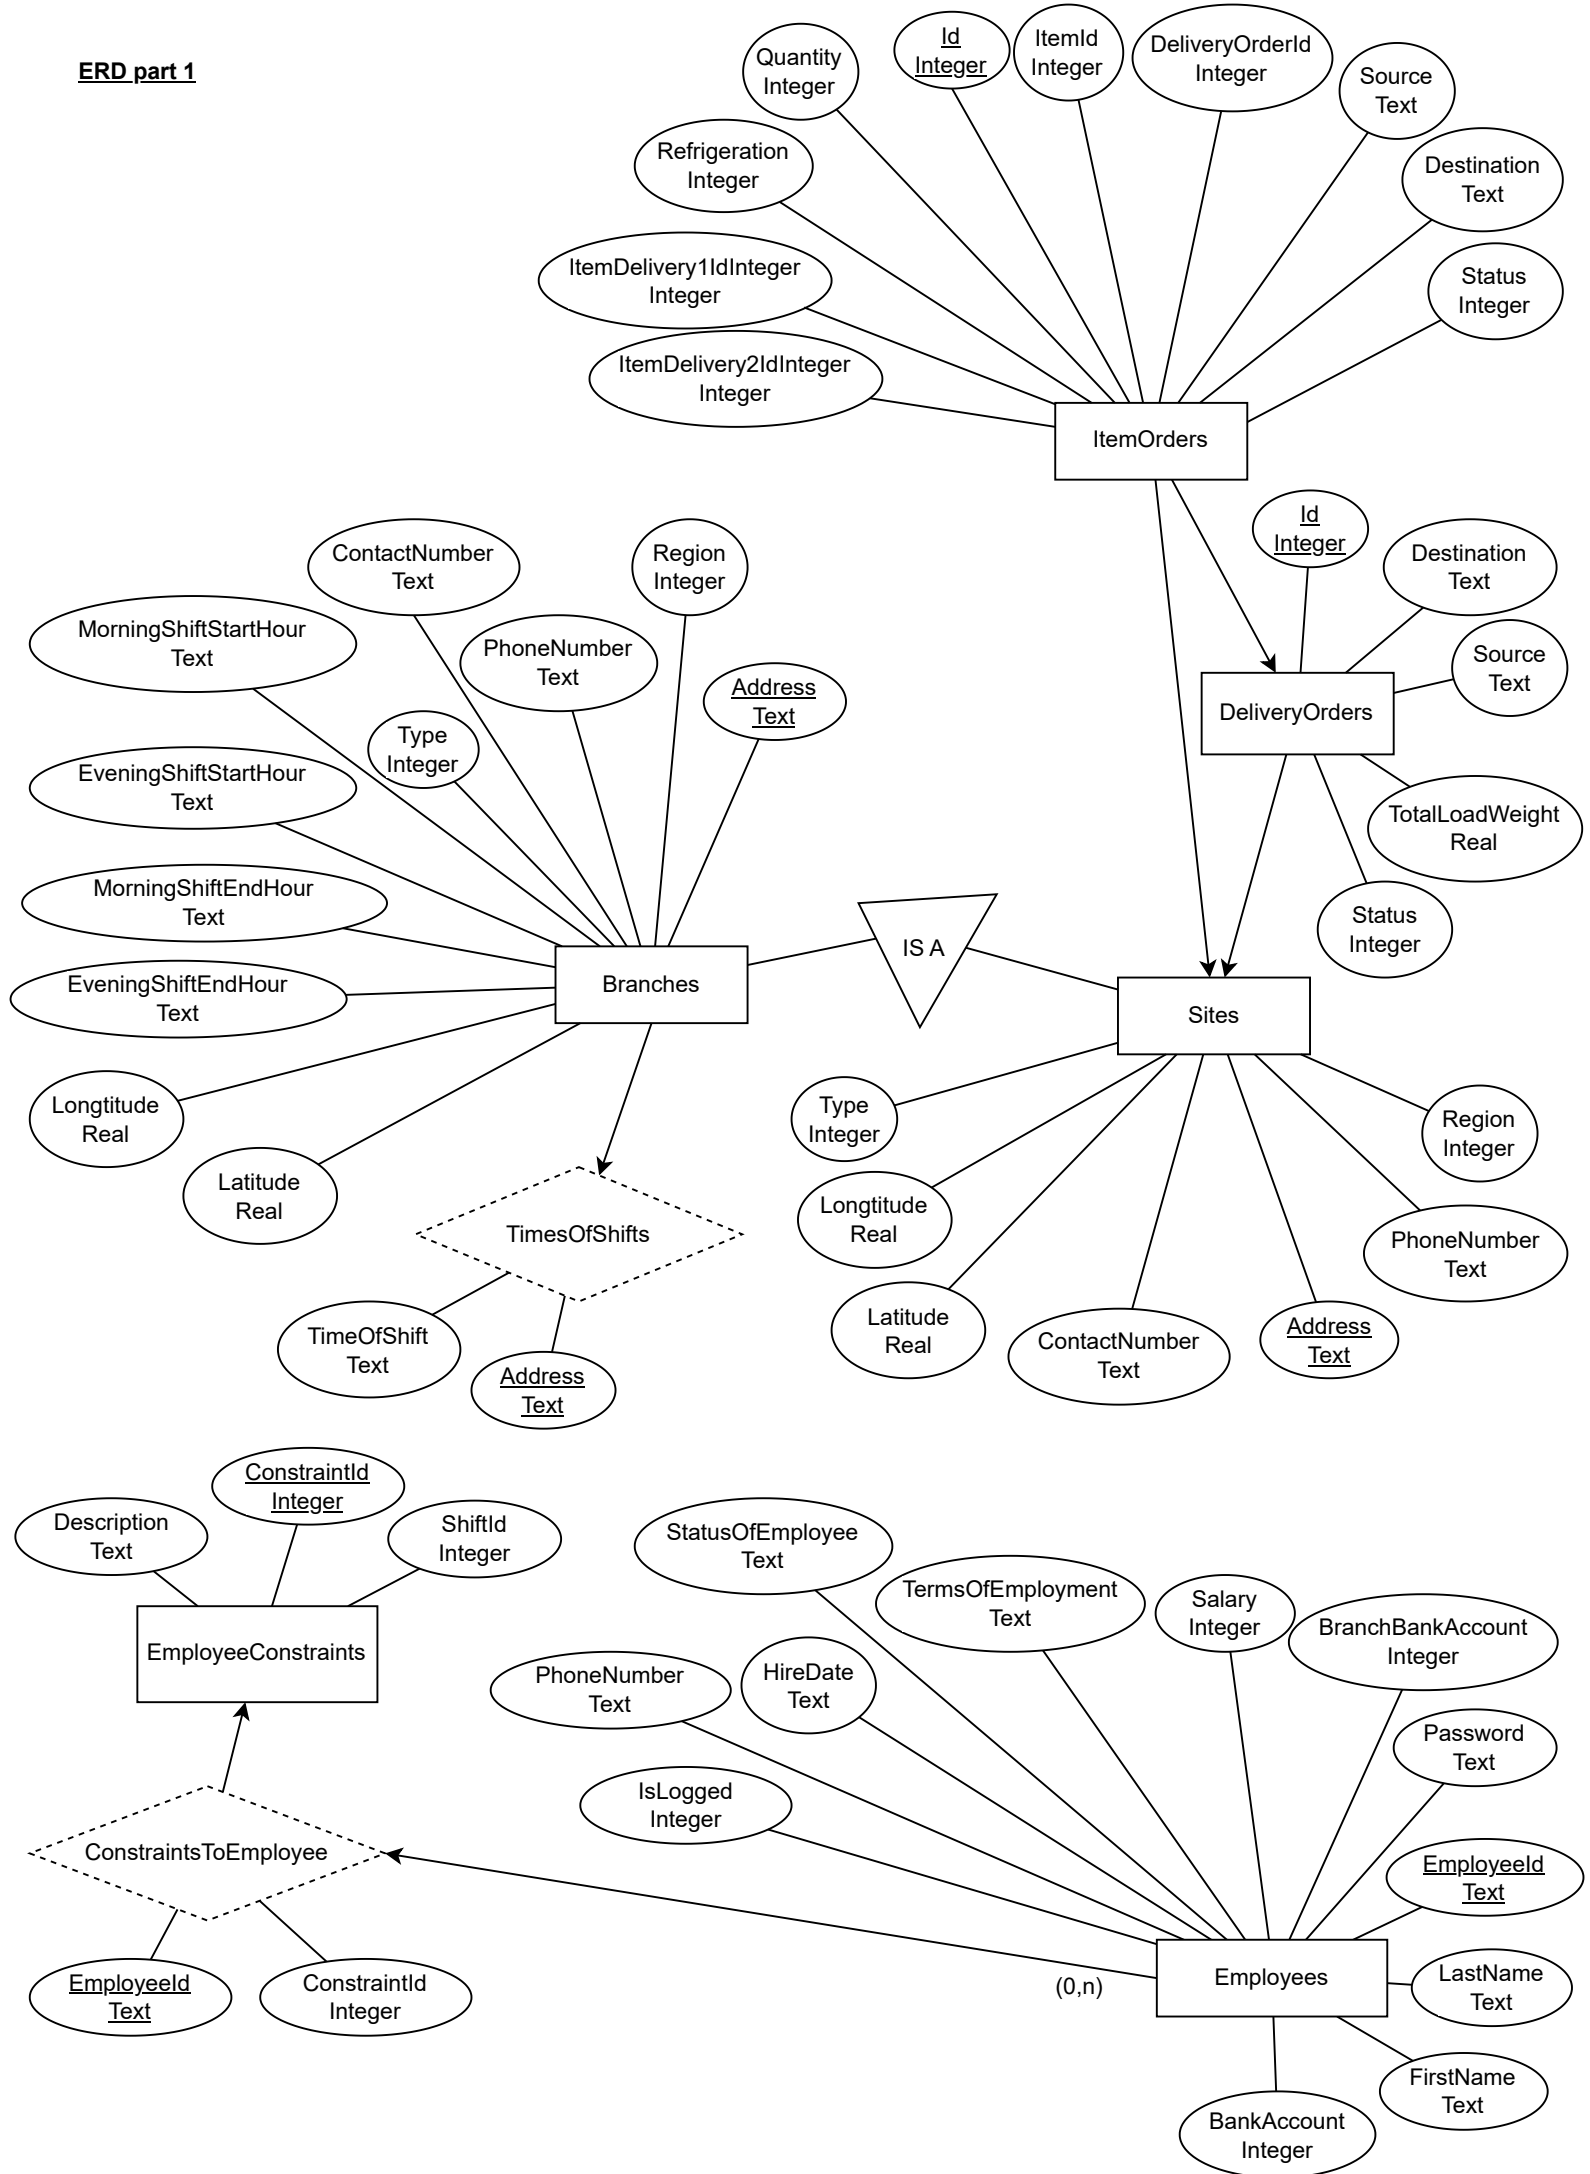 ERD part 1
Quantity
Integer
Id
Integer
ItemId
Integer
DeliveryOrderId
Integer
Source
Text
Refrigeration
Integer
Destination
Text
ItemDelivery1IdInteger
Integer
Status
Integer
ItemDelivery2IdInteger
Integer
ItemOrders
Id
Integer
Destination
Text
Source
Text
DeliveryOrders
TotalLoadWeight
Real
Status
Integer
ContactNumber
Text
Region
Integer
MorningShiftStartHour
Text
PhoneNumber
Text
Address
Text
Type
Integer
EveningShiftStartHour
Text
MorningShiftEndHour
Text
EveningShiftEndHour
Text
Branches
IS A
Sites
Longtitude
Real
Latitude
Real
TimesOfShifts
TimeOfShift
Text
Address
Text
Type
Integer
Region
Integer
Longtitude
Real
PhoneNumber
Text
Latitude
Real
ContactNumber
Text
Address
Text
ConstraintId
Integer
Description
Text
ShiftId
Integer
EmployeeConstraints
ConstraintsToEmployee
EmployeeId
Text
ConstraintId
Integer
StatusOfEmployee
Text
TermsOfEmployment
Text
Salary
Integer
BranchBankAccount
Integer
PhoneNumber
Text
HireDate
Text
Password
Text
IsLogged
Integer
EmployeeId
Text
(0,n)
Employees
LastName
Text
FirstName
Text
BankAccount
Integer